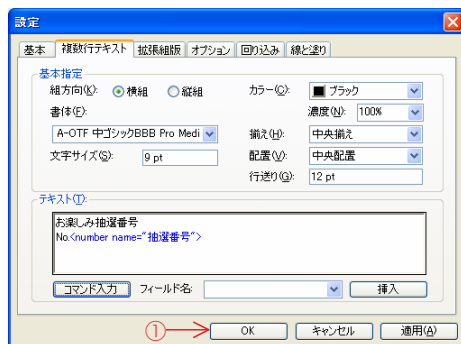 設定
基本 複数行テキスト 拡張組版 オプション 回り込み 線と塗り
基本指定
組方向(K): 横組 縦組 カラー(C): ブラック
書体(F): 濃度(N): 100%
A-OTF 中ゴシックBBB Pro Medi 揃え(H): 中央揃え
文字サイズ(S): 9 pt 配置(V): 中央配置
行送り(G): 12 pt
テキスト(T):
お楽しみ抽選番号
No.<number name="抽選番号">
コマンド入力 フィールド名: 挿入
① OK キャンセル 適用(A)